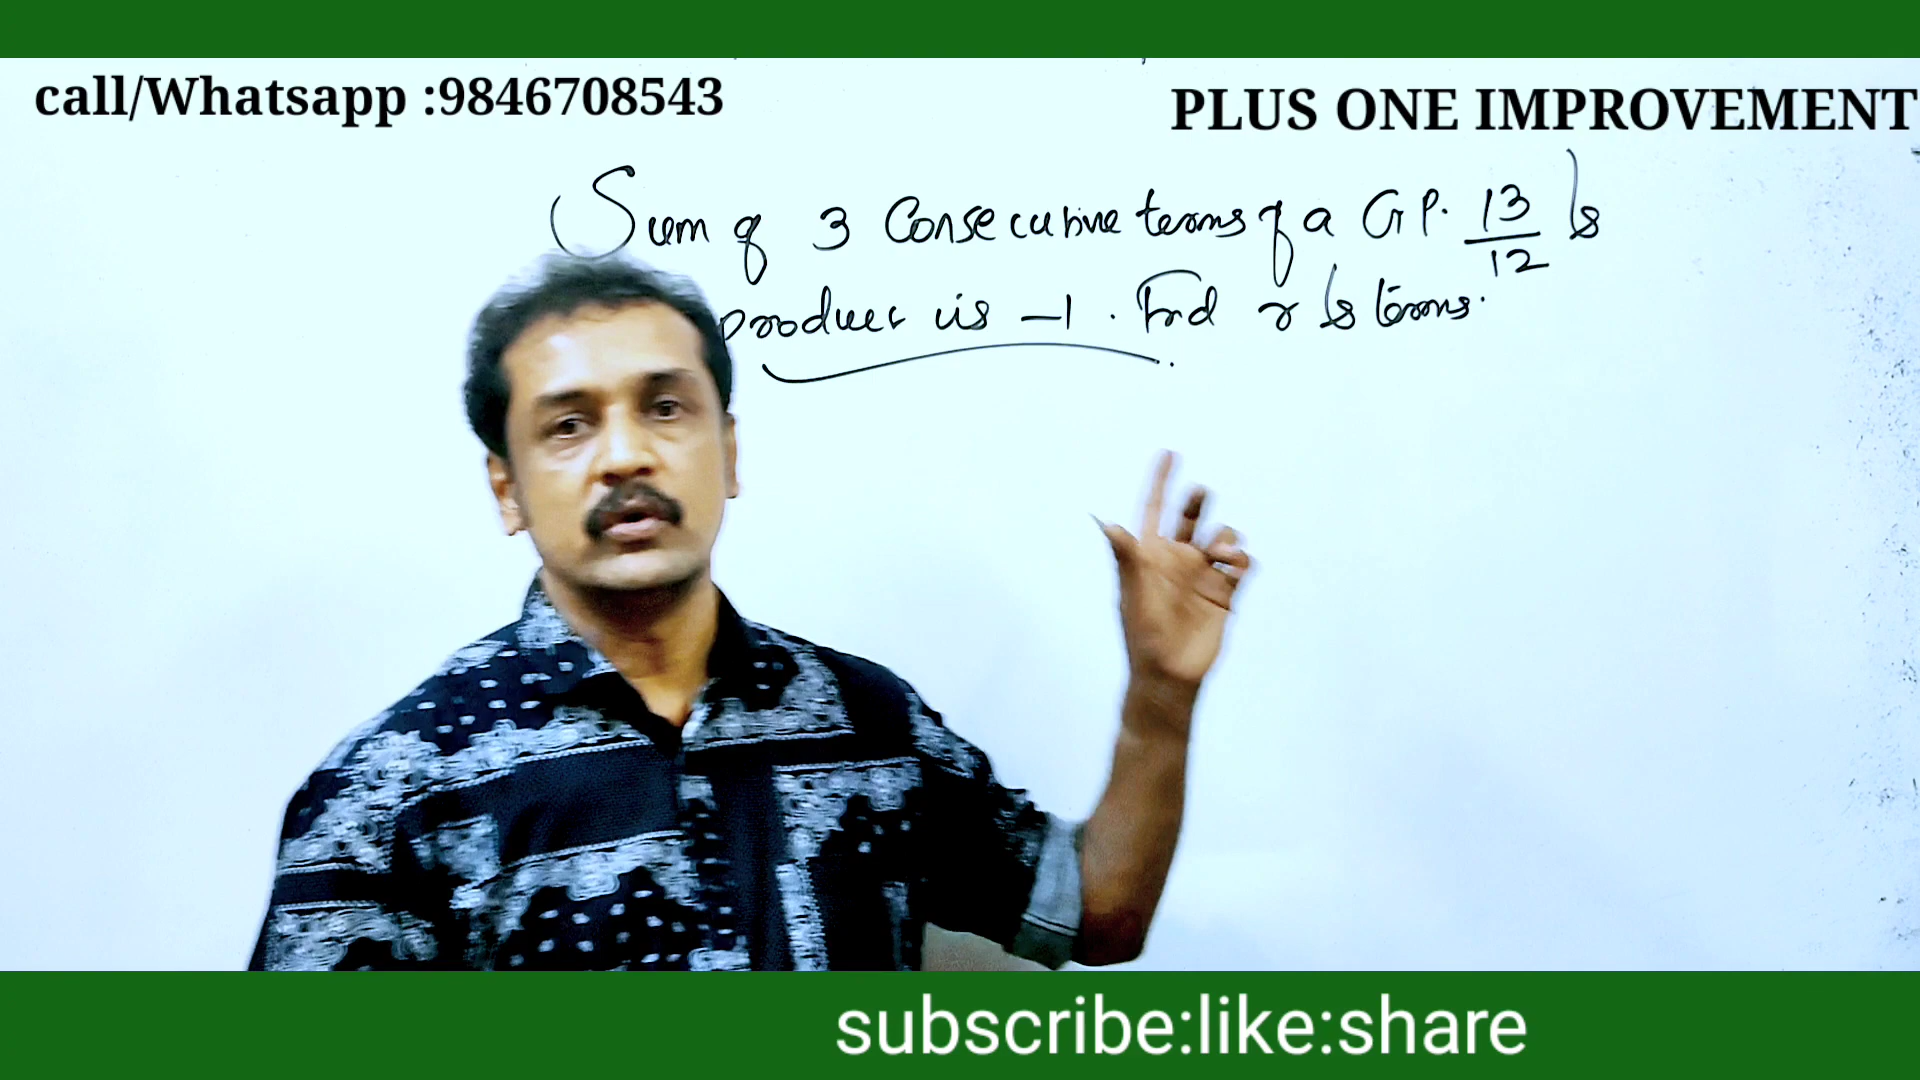 call/Whatsapp :9846708543
PLUS ONE IMPROVEMENT
Sum of 3 Consecutive terms of a GP. 13/12 &
product is -1. Find r & terms.
subscribe:like:share